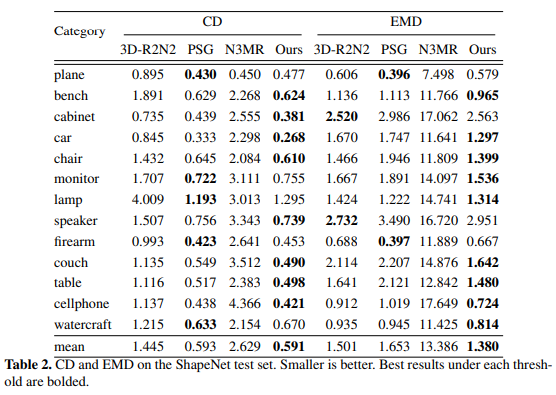 Category CD EMD
3D-R2N2 PSG N3MR Ours 3D-R2N2 PSG N3MR Ours
plane 0.895 0.430 0.450 0.477 0.606 0.396 7.498 0.579
bench 1.891 0.629 2.268 0.624 1.136 1.113 11.766 0.965
cabinet 0.735 0.439 2.555 0.381 2.520 2.986 17.062 2.563
car 0.845 0.333 2.298 0.268 1.670 1.747 11.641 1.297
chair 1.432 0.645 2.084 0.610 1.466 1.946 11.809 1.399
monitor 1.707 0.722 3.111 0.755 1.667 1.891 14.097 1.536
lamp 4.009 1.193 3.013 1.295 1.424 1.222 14.741 1.314
speaker 1.507 0.756 3.343 0.739 2.732 3.490 16.720 2.951
firearm 0.993 0.423 2.641 0.453 0.688 0.397 11.889 0.667
couch 1.135 0.549 3.512 0.490 2.114 2.207 14.876 1.642
table 1.116 0.517 2.383 0.498 1.641 2.121 12.842 1.480
cellphone 1.137 0.438 4.366 0.421 0.912 1.019 17.649 0.724
watercraft 1.215 0.633 2.154 0.670 0.935 0.945 11.425 0.814
mean 1.445 0.593 2.629 0.591 1.501 1.653 13.386 1.380
Table 2. CD and EMD on the ShapeNet test set. Smaller is better. Best results under each thresh-
old are bolded.